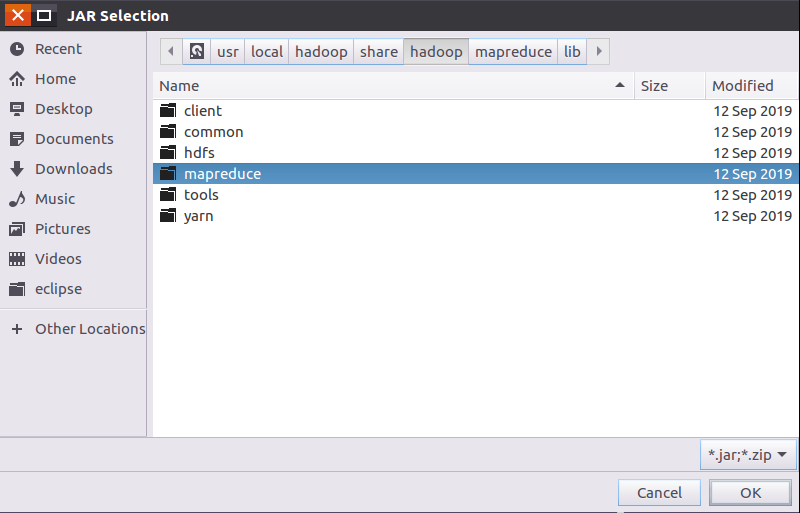 JAR Selection
Recent
Home
Desktop
Documents
Downloads
Music
Pictures
Videos
eclipse
Other Locations
usr local hadoop share hadoop mapreduce lib
Name Size Modified
client 12 Sep 2019
common 12 Sep 2019
hdfs 12 Sep 2019
mapreduce 12 Sep 2019
tools 12 Sep 2019
yarn 12 Sep 2019
*.jar;*.zip
Cancel OK